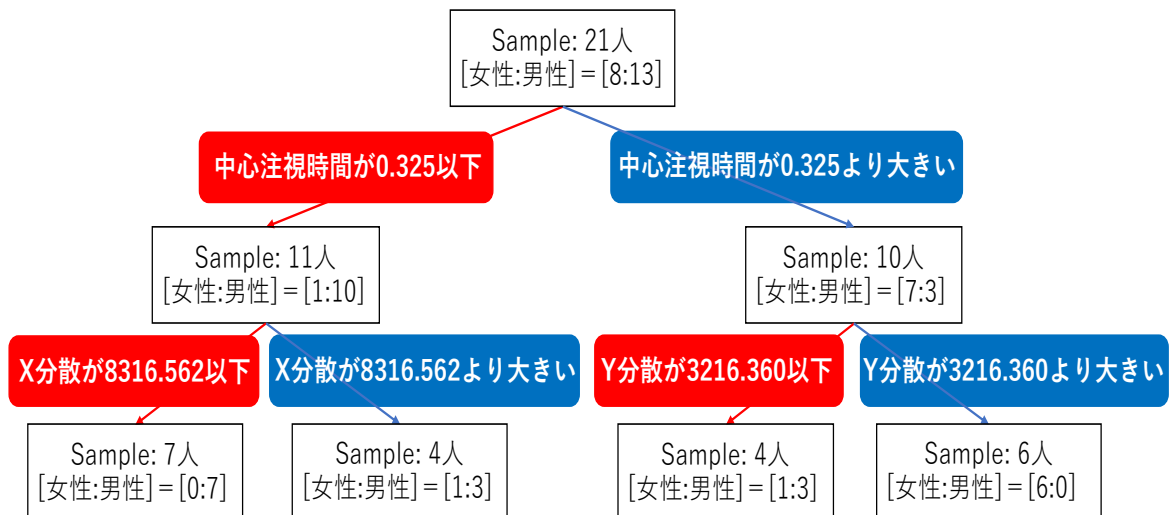 Sample: 21人
[女性:男性]=[8:13]
中心注視時間が0.325以下
中心注視時間が0.325より大きい
Sample: 11人
[女性:男性]=[1:10]
Sample: 10人
[女性:男性]=[7:3]
X分散が8316.562以下
X分散が8316.562より大きい
Y分散が3216.360以下
Y分散が3216.360より大きい
Sample: 7人
[女性:男性]=[0:7]
Sample: 4人
[女性:男性]=[1:3]
Sample: 4人
[女性:男性]=[1:3]
Sample: 6人
[女性:男性]=[6:0]